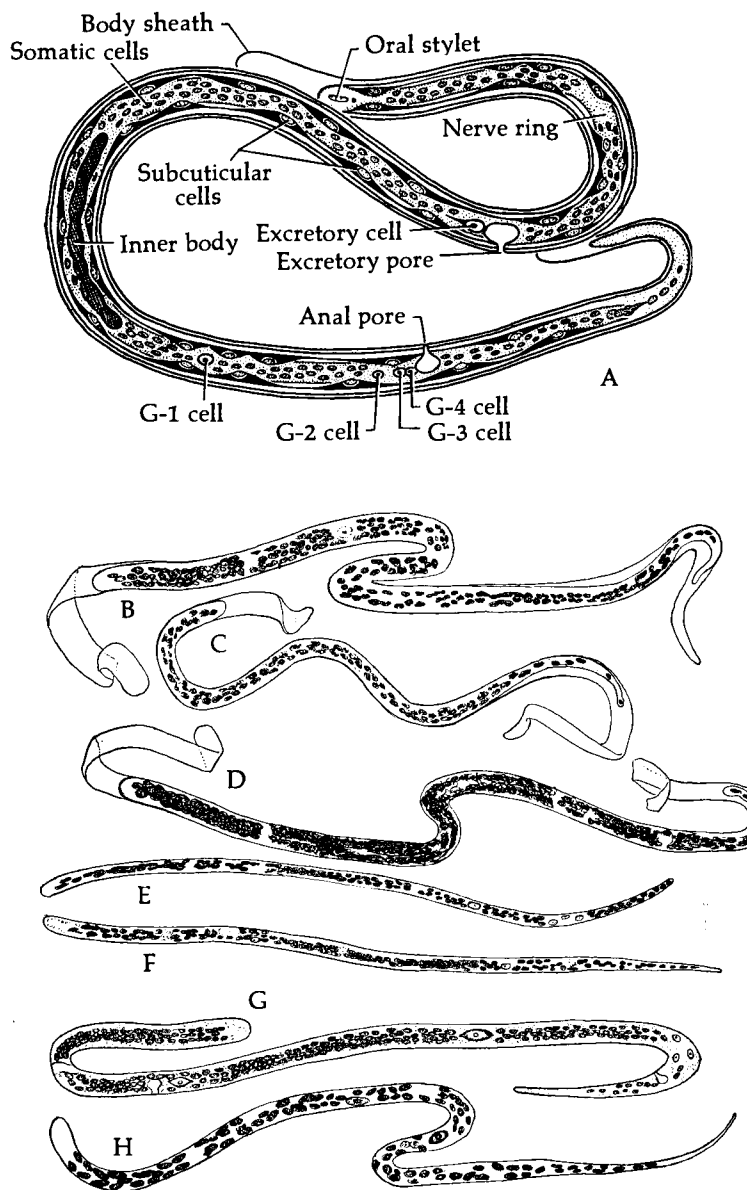 Body sheath
Oral stylet
Somatic cells
Nerve ring
Subcuticular
cells
Inner body
Excretory cell
Excretory pore
Anal pore
A
G-1 cell
G-4 cell
G-2 cell
G-3 cell
B
C
D
E
F
G
H